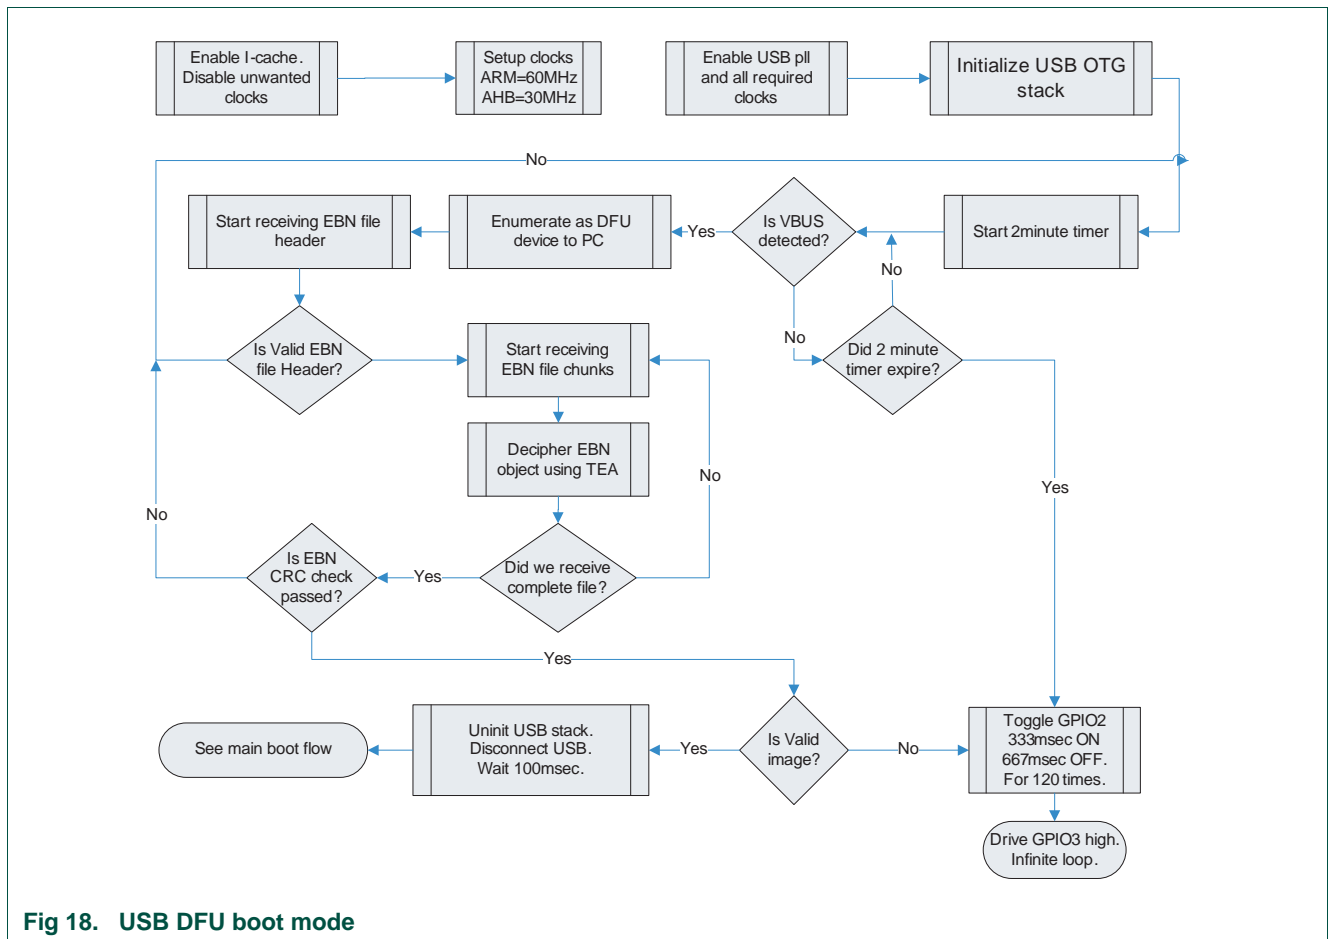 Enable I-cache.
Disable unwanted
clocks
Setup clocks
ARM=60MHz
AHB=30MHz
Enable USB pll
and all required
clocks
Initialize USB OTG
stack
No
Start receiving EBN file
header
Enumerate as DFU
device to PC
Yes
Is VBUS
detected?
Start 2minute timer
No
No
Is Valid EBN
file Header?
Start receiving
EBN file chunks
Did 2 minute
timer expire?
Decipher EBN
object using TEA
No
Yes
No
Is EBN
CRC check
passed?
Yes
Did we receive
complete file?
Yes
See main boot flow
Uninit USB stack.
Disconnect USB.
Wait 100msec.
Yes
Is Valid
image?
No
Toggle GPIO2
333msec ON
667msec OFF.
For 120 times.
Drive GPIO3 high.
Infinite loop.
Fig 18. USB DFU boot mode